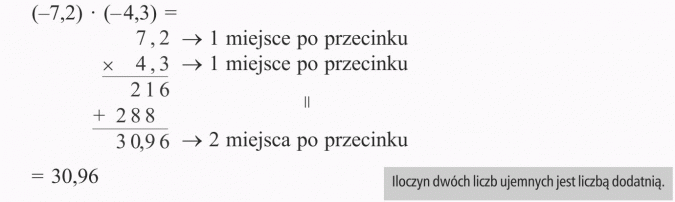 (–7,2) · (–4,3) =
7,2 → 1 miejsce po przecinku
× 4,3 → 1 miejsce po przecinku
216
=
+ 288
30,96 → 2 miejsca po przecinku
= 30,96
Iloczyn dwóch liczb ujemnych jest liczbą dodatnią.